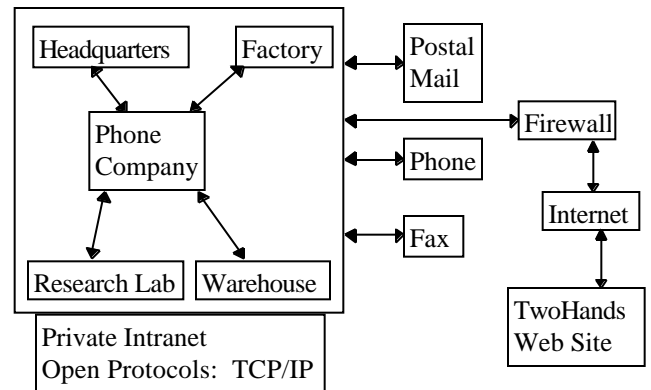 Headquarters
Factory
Postal
Mail
Phone
Company
Firewall
Phone
Internet
Fax
Research Lab
Warehouse
TwoHands
Web Site
Private Intranet
Open Protocols: TCP/IP